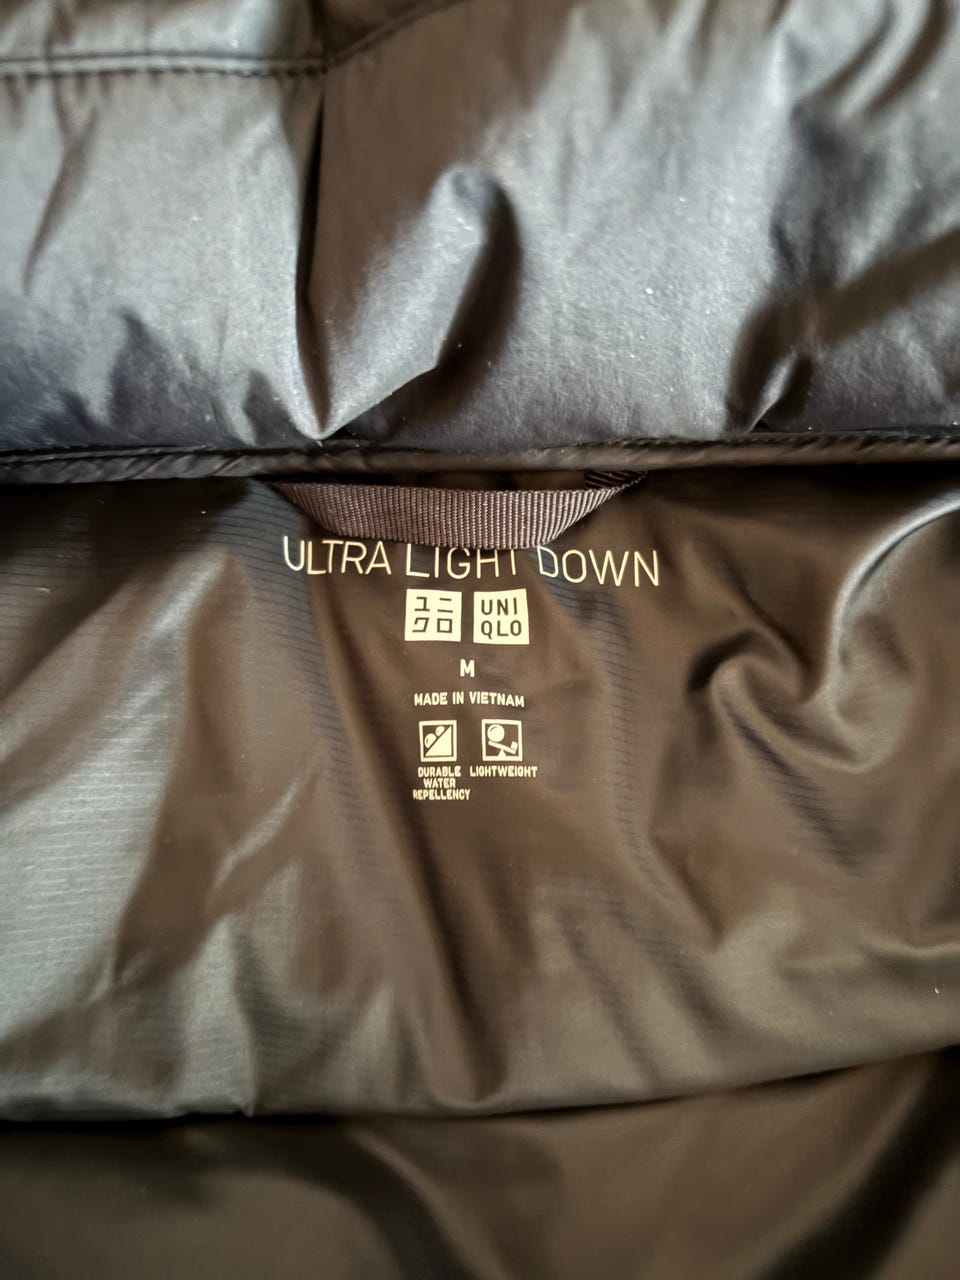 ULTRA LIGHT DOWN
ユニ UNI
クロ QLO
M
MADE IN VIETNAM
DURABLE LIGHTWEIGHT
WATER
REPELLENCY